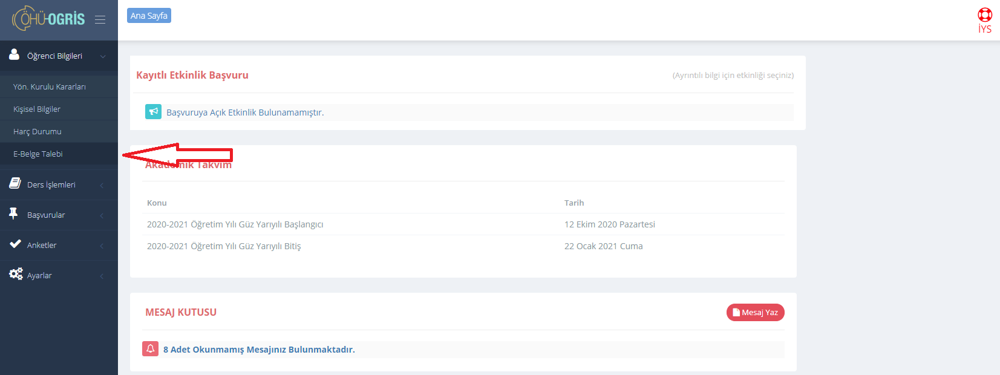 ÖHÜ-OGRİS
Ana Sayfa
İYS
Öğrenci Bilgileri
Yön. Kurulu Kararları
Kişisel Bilgiler
Harç Durumu
E-Belge Talebi
Ders İşlemleri
Başvurular
Anketler
Ayarlar
Kayıtlı Etkinlik Başvuru
(Ayrıntılı bilgi için etkinliği seçiniz)
Başvuruya Açık Etkinlik Bulunamamıştır.
Akademik Takvim
Konu Tarih
2020-2021 Öğretim Yılı Güz Yarıyılı Başlangıcı 12 Ekim 2020 Pazartesi
2020-2021 Öğretim Yılı Güz Yarıyılı Bitiş 22 Ocak 2021 Cuma
MESAJ KUTUSU
Mesaj Yaz
8 Adet Okunmamış Mesajınız Bulunmaktadır.